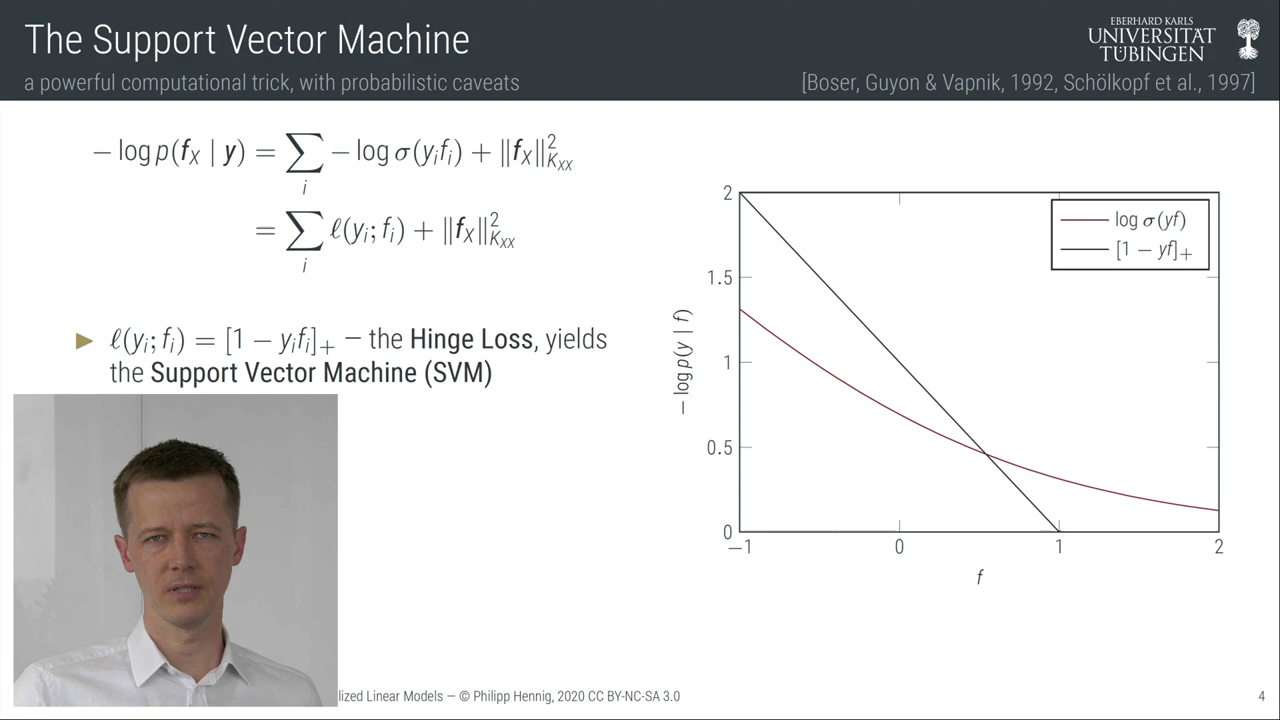 The Support Vector Machine
EBERHARD KARLS
UNIVERSITÄT
TÜBINGEN
a powerful computational trick, with probabilistic caveats
[Boser, Guyon & Vapnik, 1992, Schölkopf et al., 1997]
− log p(f_X | y) = ∑_i − log σ(y_i f_i) + ‖f_X‖²_{K_XX}
= ∑_i ℓ(y_i; f_i) + ‖f_X‖²_{K_XX}
▶ ℓ(y_i; f_i) = [1 − y_i f_i]_+ − the Hinge Loss, yields
the Support Vector Machine (SVM)
log σ(yf)
[1 − yf]_+
− log p(y | f)
2
1.5
1
0.5
0
−1 0 1 2
f
lized Linear Models — © Philipp Hennig, 2020 CC BY-NC-SA 3.0
4